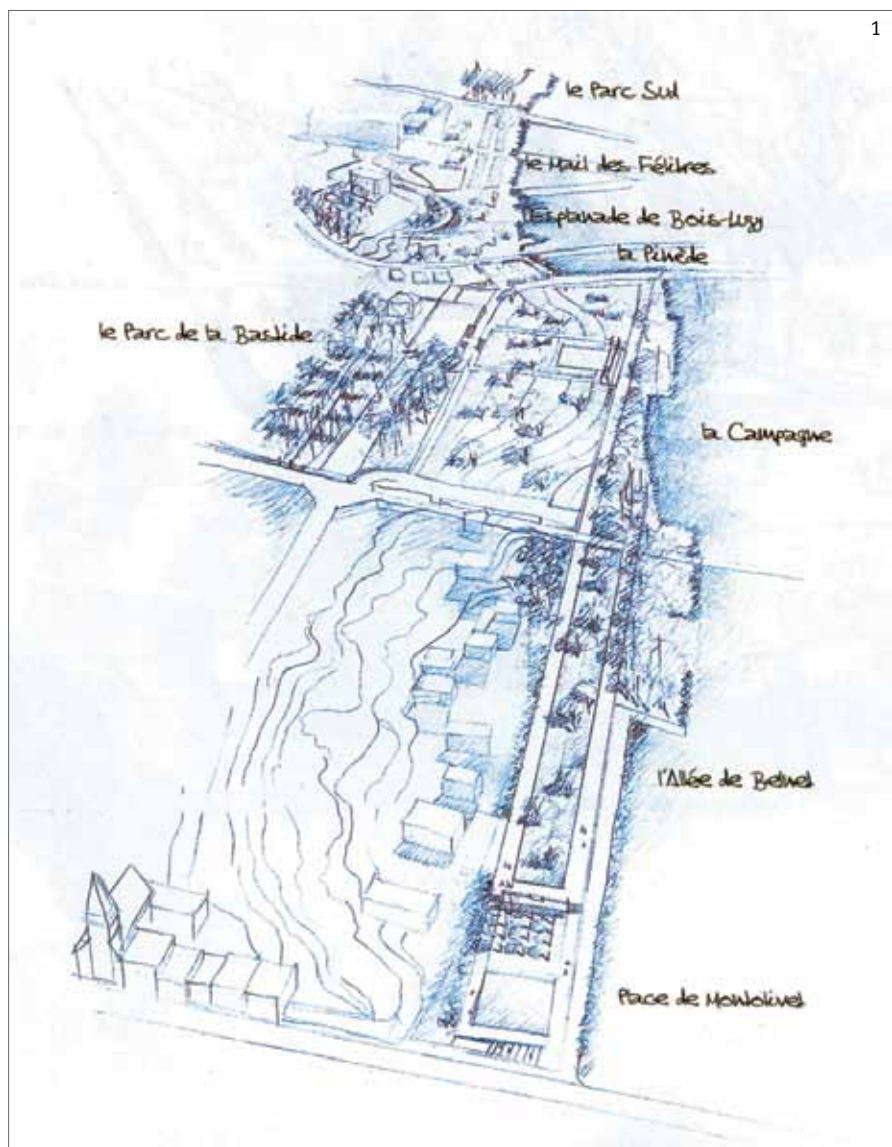 1
le Parc Sud
le Mail des Félibres
l'Esplanade de Bois-Luzy
la Pinède
le Parc de la Bastide
la Campagne
l'Allée de Beluet
Place de Montolivet